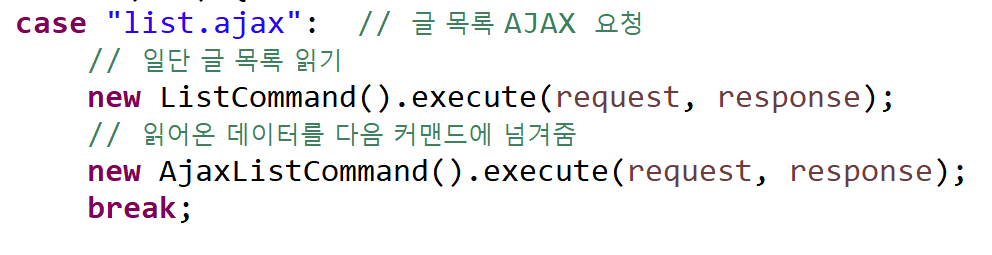 case "list.ajax":  // 글 목록 AJAX 요청
// 일단 글 목록 읽기
new ListCommand().execute(request, response);
// 읽어온 데이터를 다음 커맨드에 넘겨줌
new AjaxListCommand().execute(request, response);
break;